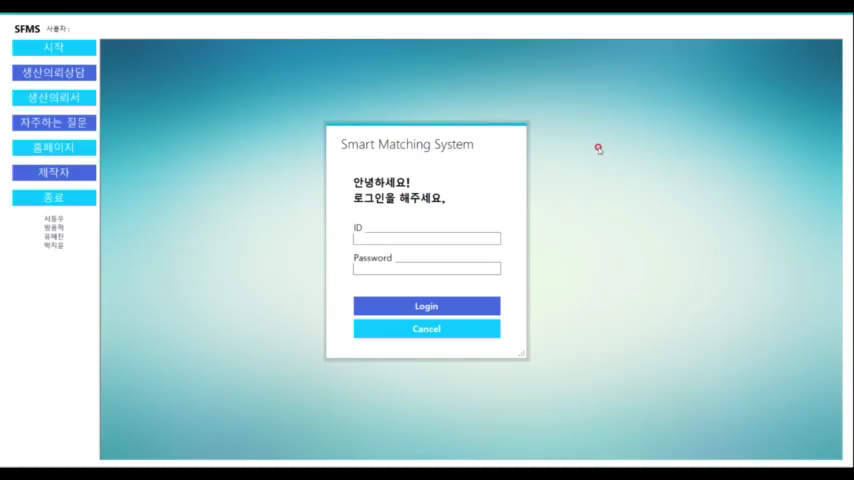 SFMS 사용자 :
시작
생산의뢰상담
생산의뢰서
자주하는 질문
홈페이지
제작자
종료
서동우
방용혁
유혜진
박지윤
Smart Matching System
안녕하세요!
로그인을 해주세요.
ID
Password
Login
Cancel